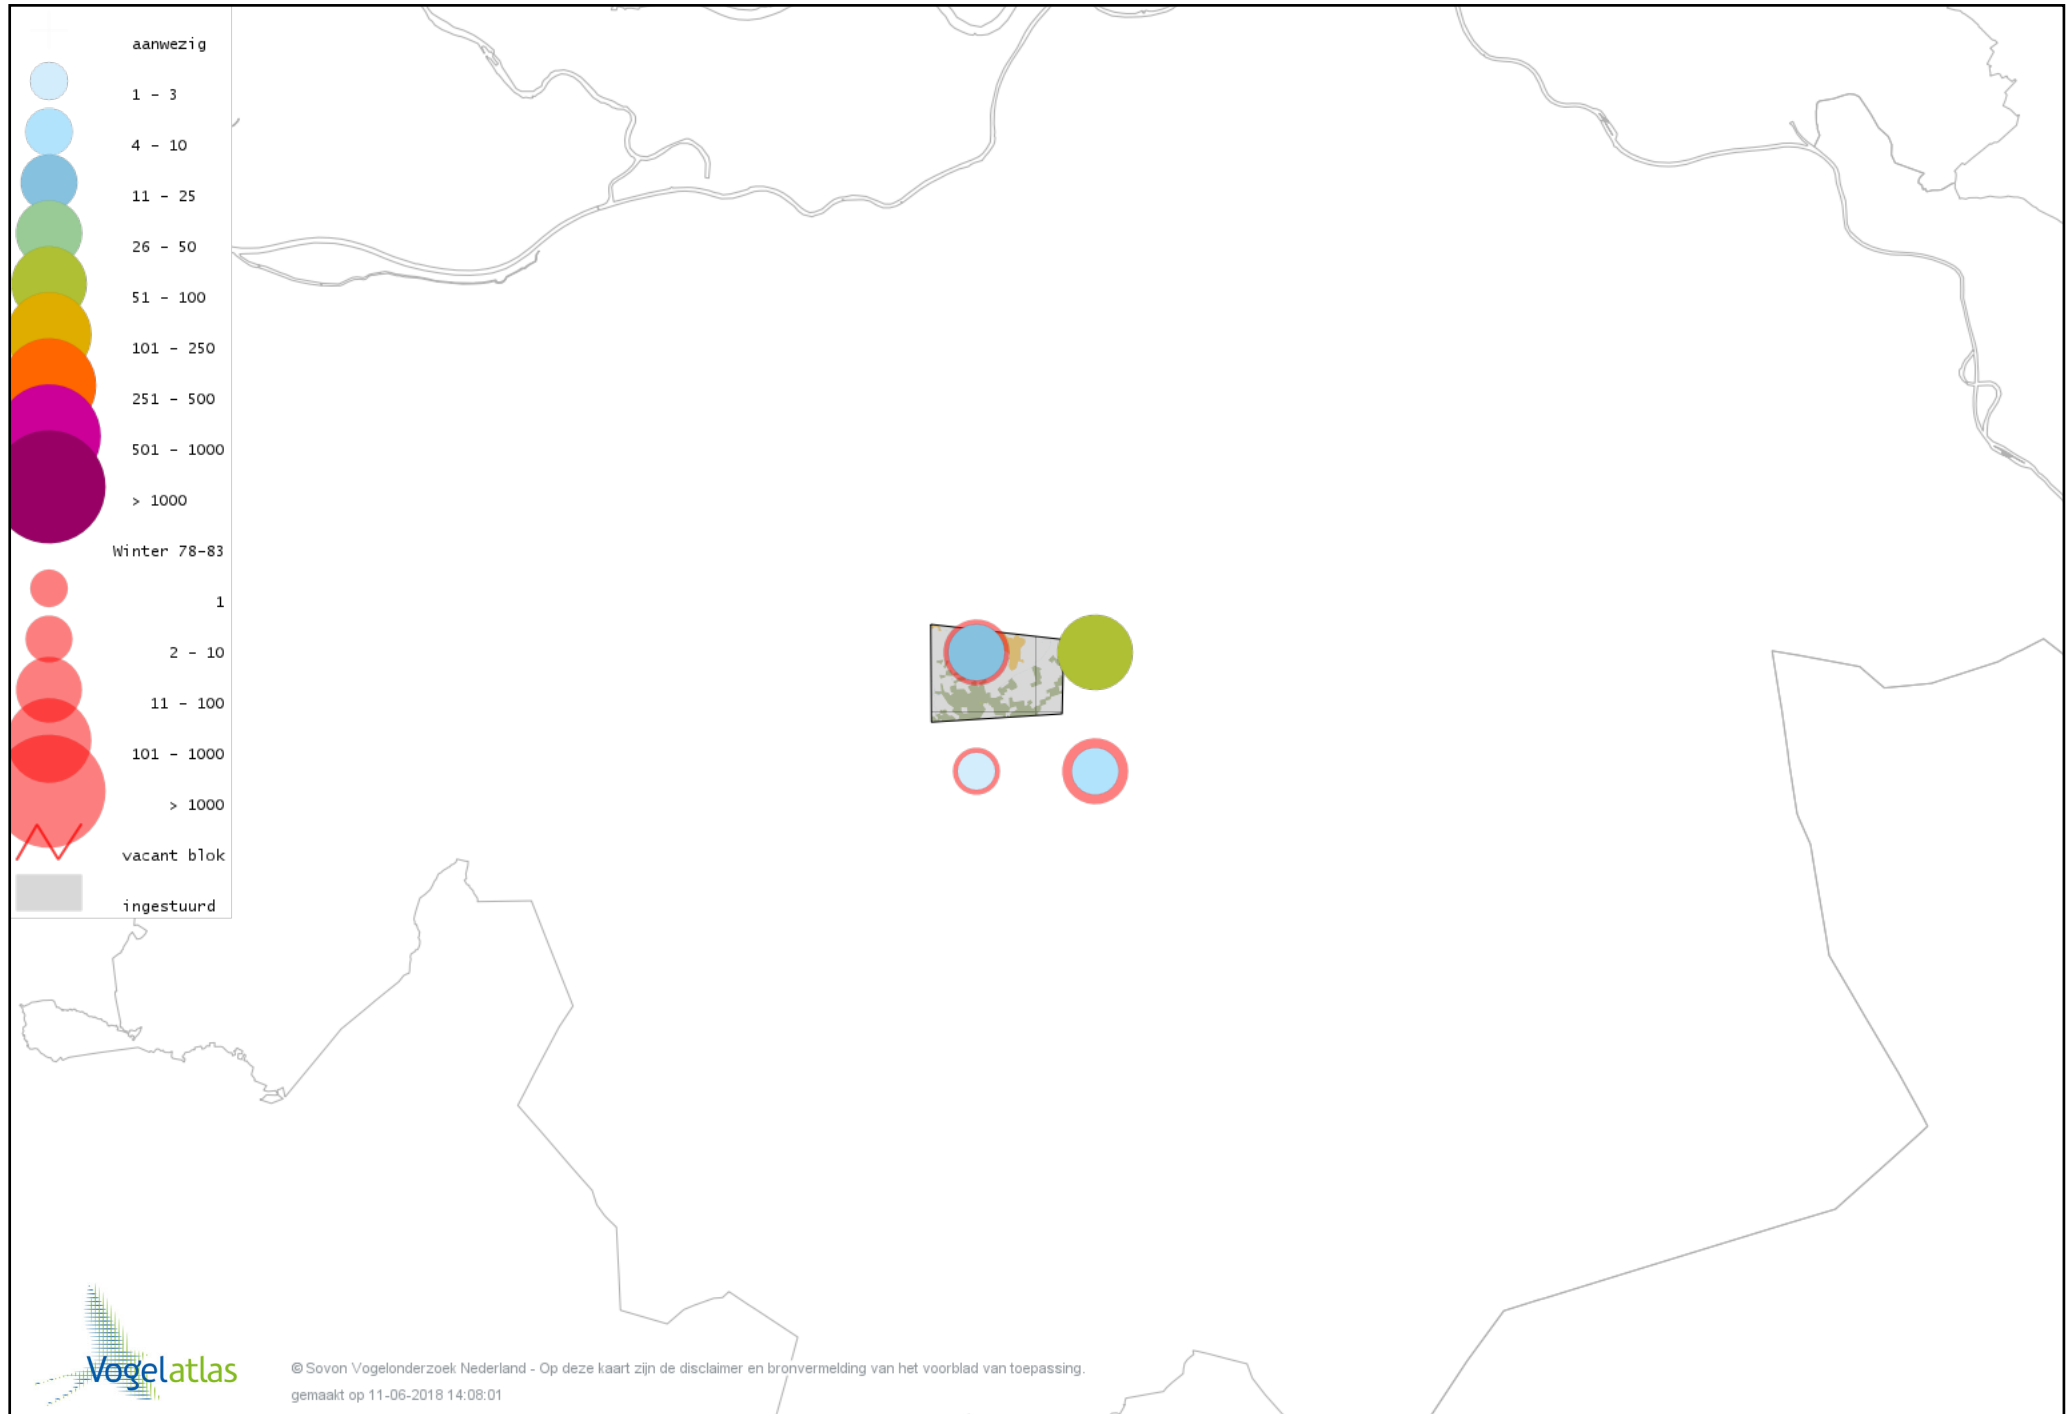 aanwezig
1 - 3
4 - 10
11 - 25
26 - 50
51 - 100
101 - 250
251 - 500
501 - 1000
> 1000
Winter 78-83
1
2 - 10
11 - 100
101 - 1000
> 1000
vacant blok
ingestuurd
Vogelatlas
© Sovon Vogelonderzoek Nederland - Op deze kaart zijn de disclaimer en bronvermelding van het voorblad van toepassing.
gemaakt op 11-06-2018 14:08:01